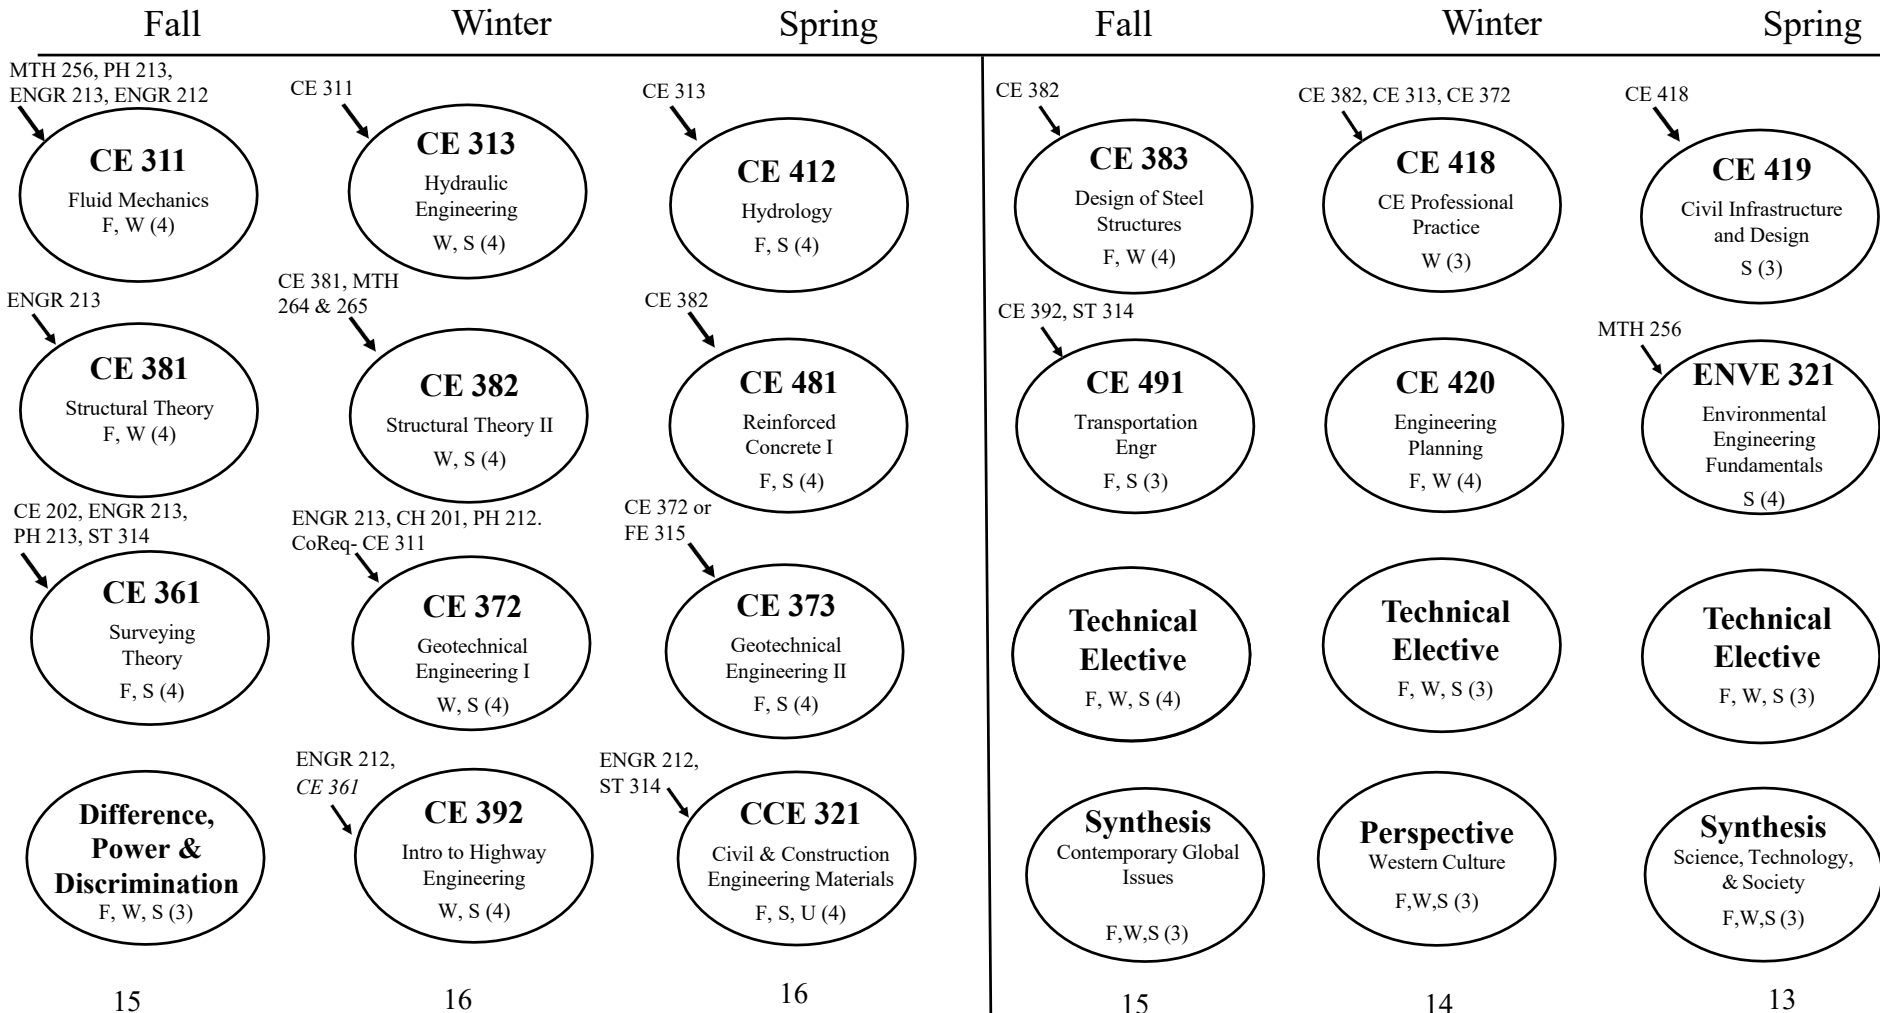 Fall
Winter
Spring
Fall
Winter
Spring
MTH 256, PH 213,
ENGR 213, ENGR 212
CE 311
Fluid Mechanics
F, W (4)
CE 311
CE 313
Hydraulic
Engineering
W, S (4)
CE 313
CE 412
Hydrology
F, S (4)
CE 382
CE 383
Design of Steel
Structures
F, W (4)
CE 382, CE 313, CE 372
CE 418
CE Professional
Practice
W (3)
CE 418
CE 419
Civil Infrastructure
and Design
S (3)
ENGR 213
CE 381
Structural Theory
F, W (4)
CE 381, MTH
264 & 265
CE 382
Structural Theory II
W, S (4)
CE 382
CE 481
Reinforced
Concrete I
F, S (4)
CE 392, ST 314
CE 491
Transportation
Engr
F, S (3)
CE 420
Engineering
Planning
F, W (4)
MTH 256
ENVE 321
Environmental
Engineering
Fundamentals
S (4)
CE 202, ENGR 213,
PH 213, ST 314
CE 361
Surveying
Theory
F, S (4)
ENGR 213, CH 201, PH 212.
CoReq- CE 311
CE 372
Geotechnical
Engineering I
W, S (4)
CE 372 or
FE 315
CE 373
Geotechnical
Engineering II
F, S (4)
Technical
Elective
F, W, S (4)
Technical
Elective
F, W, S (3)
Technical
Elective
F, W, S (3)
Difference,
Power &
Discrimination
F, W, S (3)
ENGR 212,
CE 361
CE 392
Intro to Highway
Engineering
W, S (4)
ENGR 212,
ST 314
CCE 321
Civil & Construction
Engineering Materials
F, S, U (4)
Synthesis
Contemporary Global
Issues
F,W,S (3)
Perspective
Western Culture
F,W,S (3)
Synthesis
Science, Technology,
& Society
F,W,S (3)
15
16
16
15
14
13